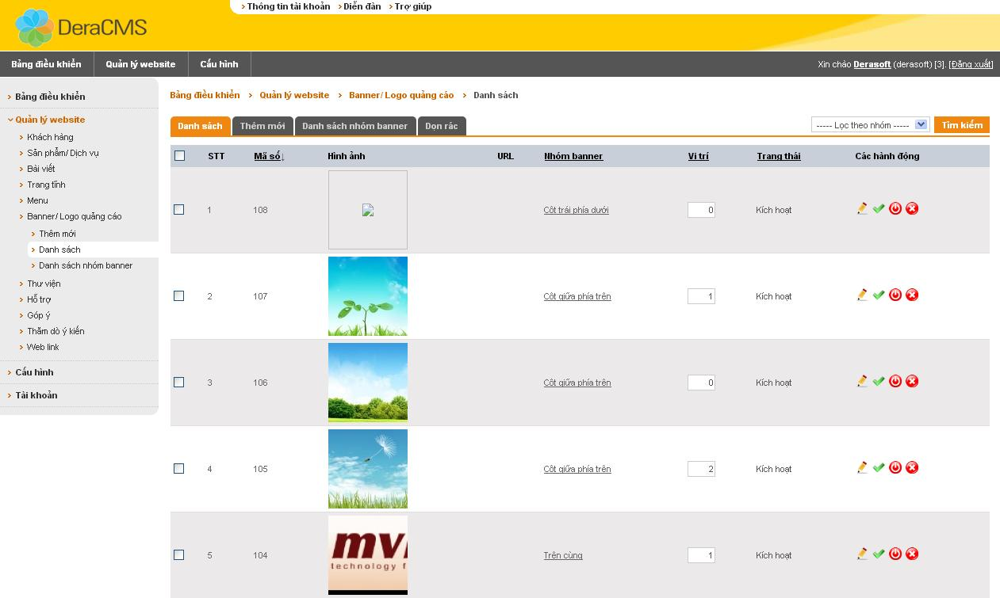 Thông tin tài khoản Diễn đàn Trợ giúp
DeraCMS
Bảng điều khiển Quản lý website Cấu hình
Xin chào Derasoft (derasoft) [3]. [Đăng xuất]
Bảng điều khiển
Quản lý website
Khách hàng
Sản phẩm/ Dịch vụ
Bài viết
Trang tĩnh
Menu
Banner/ Logo quảng cáo
Thêm mới
Danh sách
Danh sách nhóm banner
Thư viện
Hỗ trợ
Góp ý
Thăm dò ý kiến
Web link
Cấu hình
Tài khoản
Bảng điều khiển > Quản lý website > Banner/ Logo quảng cáo > Danh sách
Danh sách Thêm mới Danh sách nhóm banner Dọn rác
----- Lọc theo nhóm ----- Tìm kiếm
STT Mã số↓ Hình ảnh URL Nhóm banner Vị trí Trạng thái Các hành động
1 108 Cột trái phía dưới 0 Kích hoạt
2 107 Cột giữa phía trên 1 Kích hoạt
3 106 Cột giữa phía trên 0 Kích hoạt
4 105 Cột giữa phía trên 2 Kích hoạt
5 104 Trên cùng 1 Kích hoạt
mv
technology f